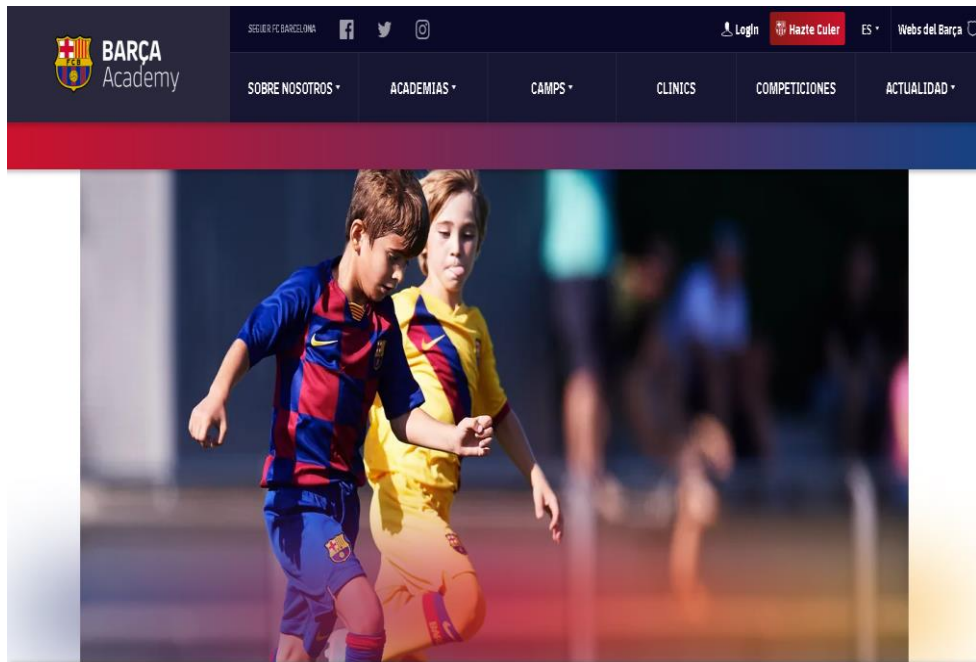 BARÇA
Academy
FCB
SEGUIR FC BARCELONA
Login
Hazte Culer
ES
Webs del Barça
SOBRE NOSOTROS
ACADEMIAS
CAMPS
CLINICS
COMPETICIONES
ACTUALIDAD